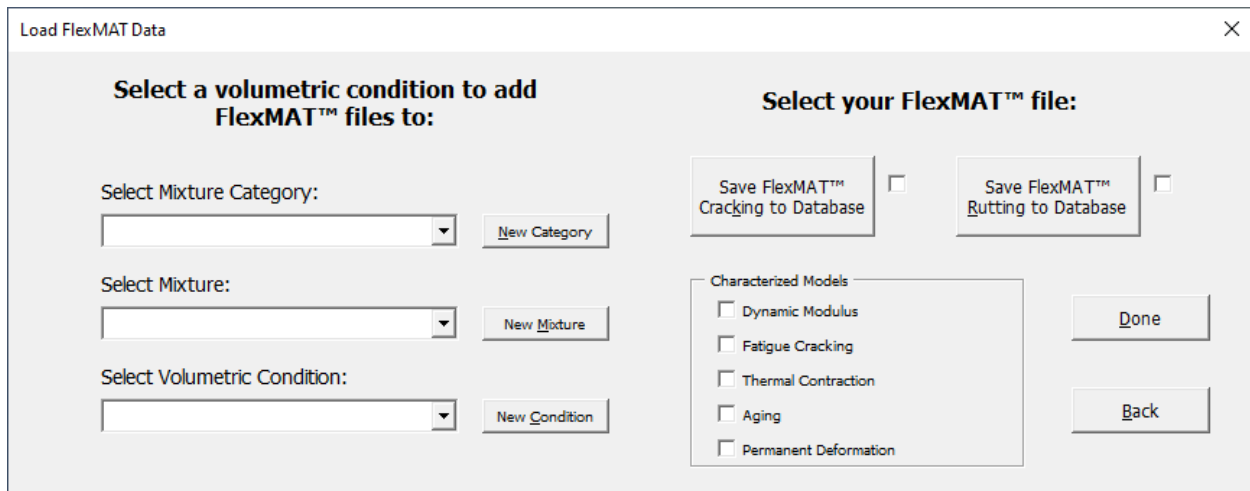 Load FlexMAT Data
Select a volumetric condition to add
FlexMAT™ files to:
Select Mixture Category:
New Category
Select Mixture:
New Mixture
Select Volumetric Condition:
New Condition
Select your FlexMAT™ file:
Save FlexMAT™
Cracking to Database
Save FlexMAT™
Rutting to Database
Characterized Models
Dynamic Modulus
Fatigue Cracking
Thermal Contraction
Aging
Permanent Deformation
Done
Back